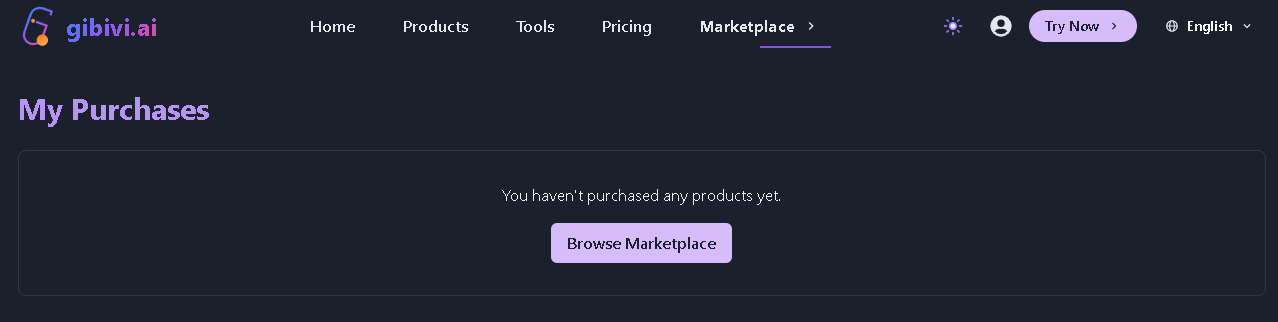 gibivi.ai
Home Products Tools Pricing Marketplace
Try Now
English
My Purchases
You haven't purchased any products yet.
Browse Marketplace